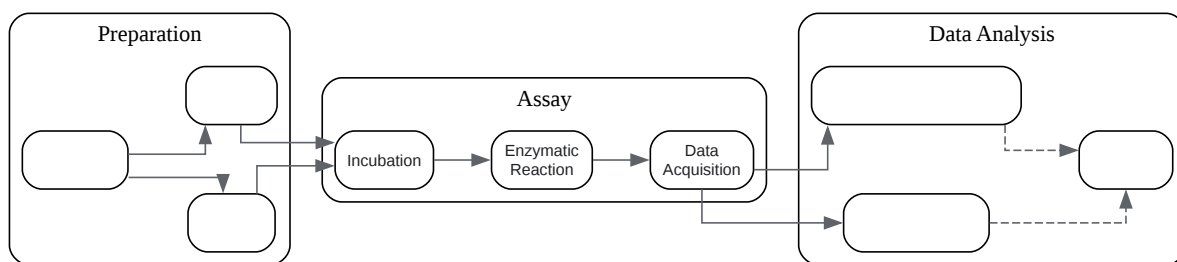 Preparation
Assay
Incubation
Enzymatic
Reaction
Data
Acquisition
Data Analysis